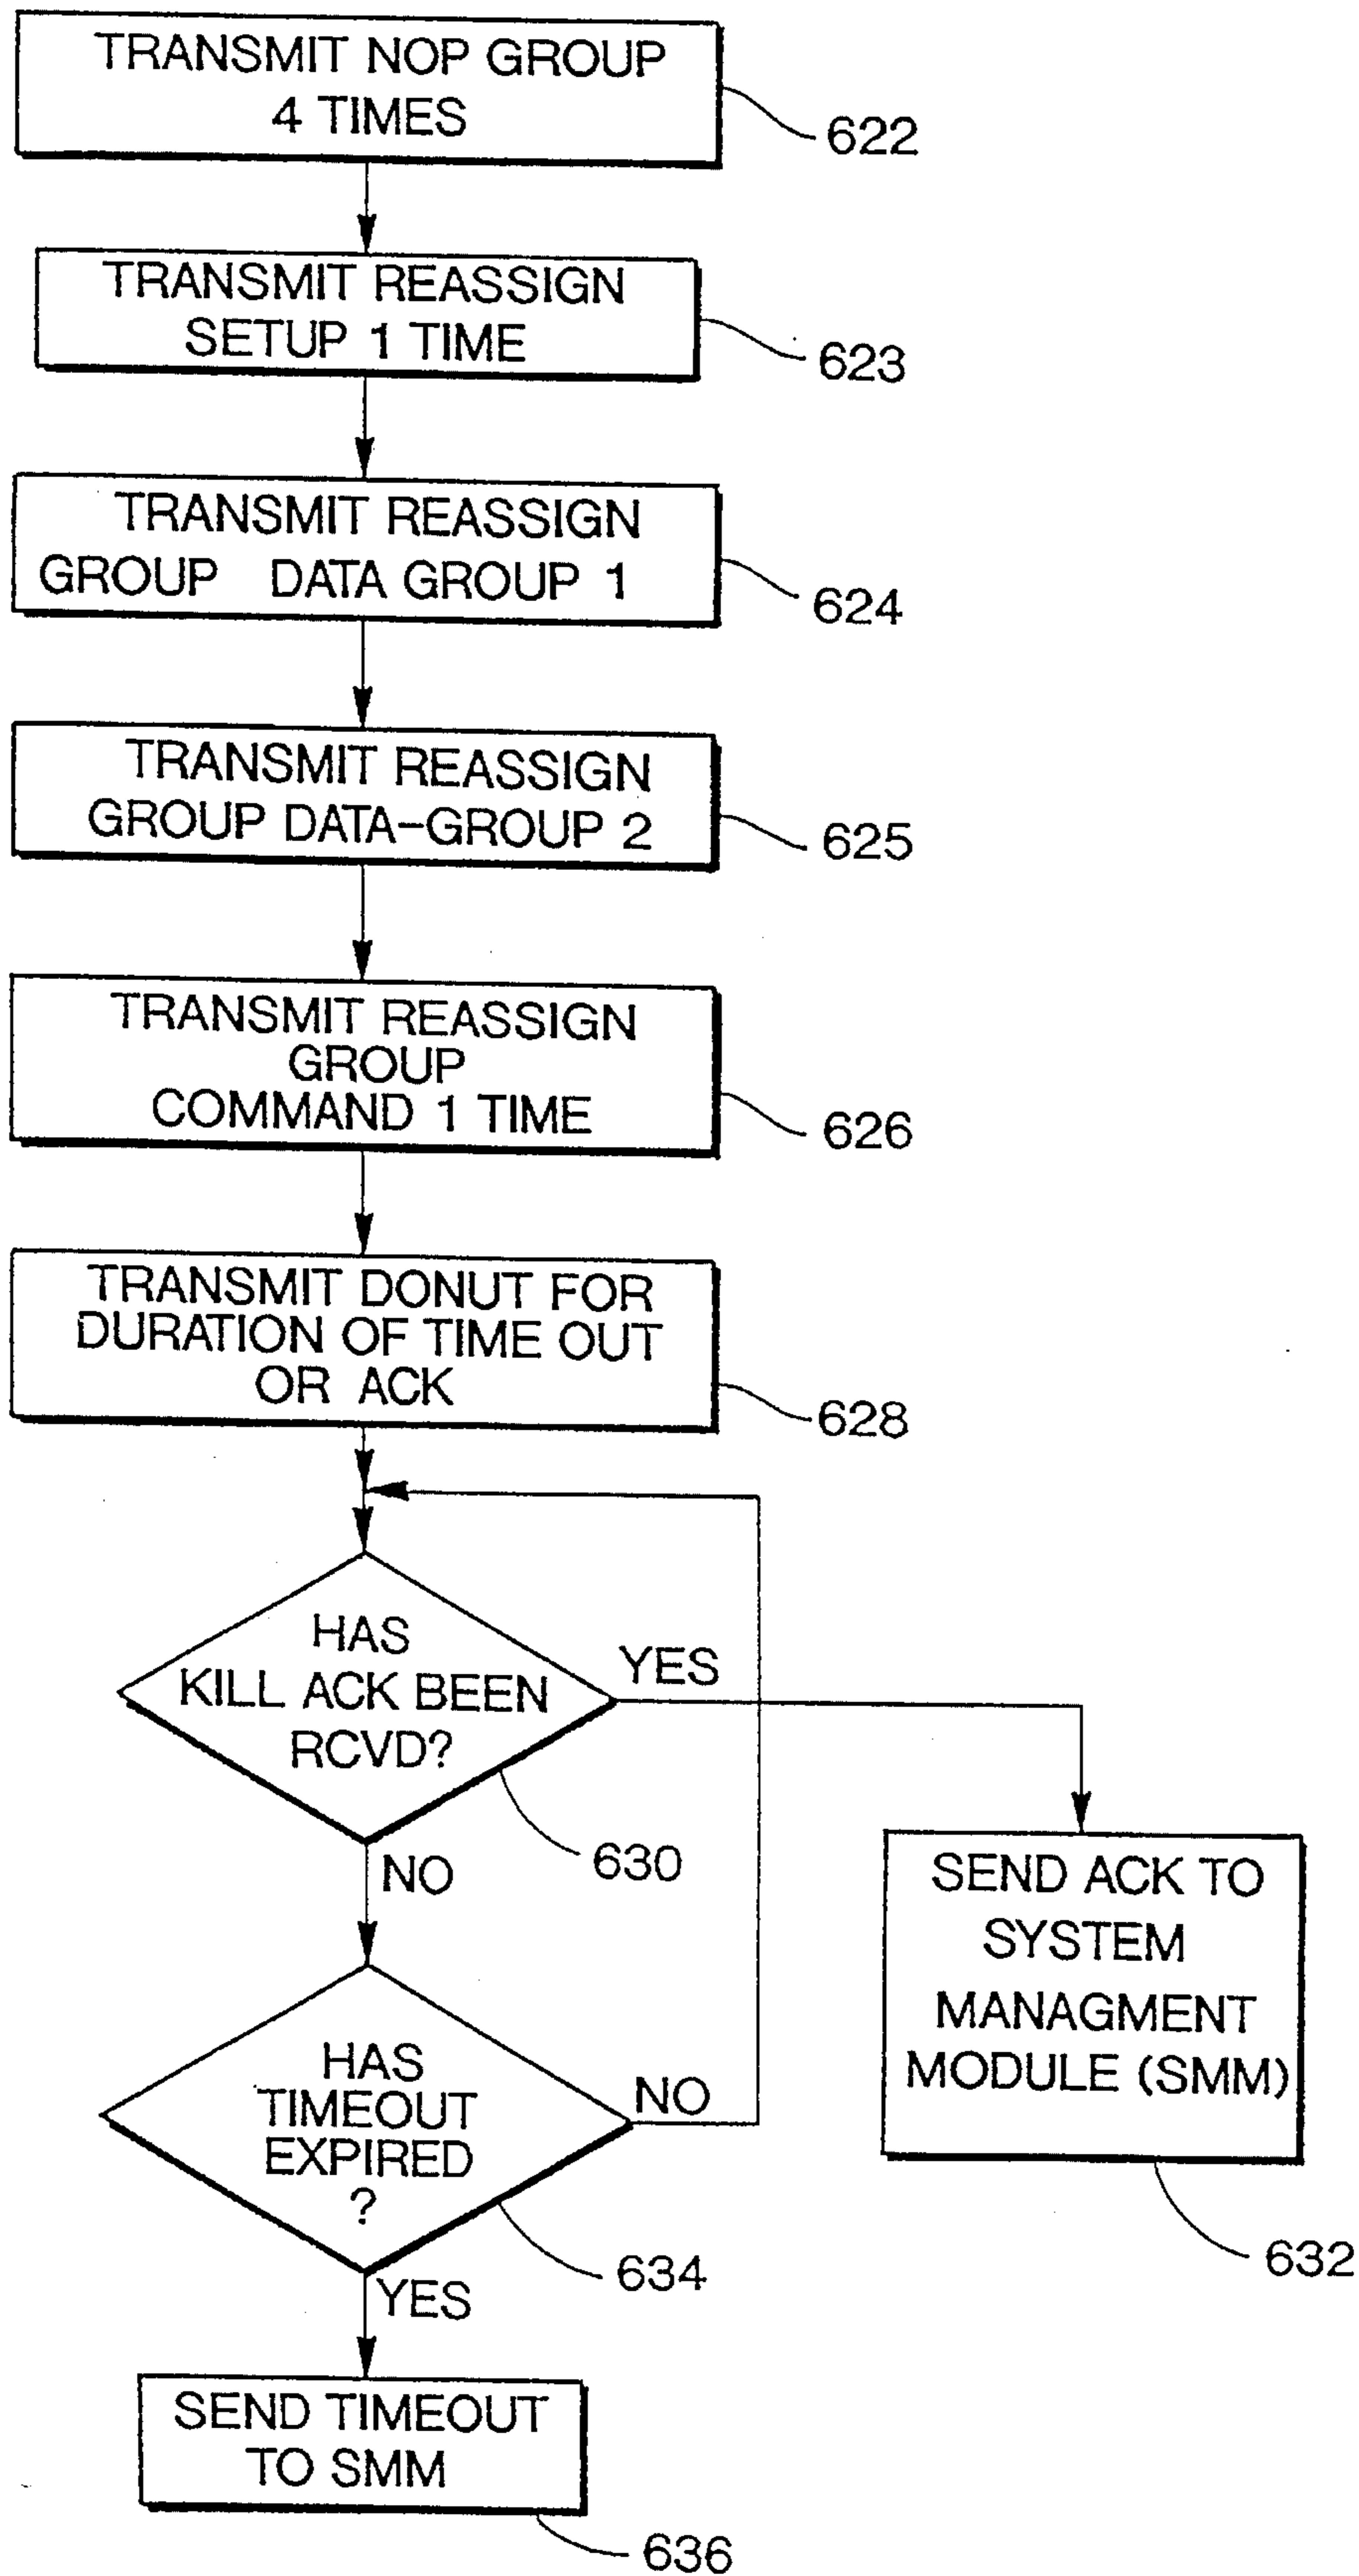 TRANSMIT NOP GROUP
4 TIMES
622
TRANSMIT REASSIGN
SETUP 1 TIME
623
TRANSMIT REASSIGN
GROUP DATA GROUP 1
624
TRANSMIT REASSIGN
GROUP DATA-GROUP 2
625
TRANSMIT REASSIGN
GROUP
COMMAND 1 TIME
626
TRANSMIT DONUT FOR
DURATION OF TIME OUT
OR ACK
628
HAS
KILL ACK BEEN
RCVD?
YES
630
NO
SEND ACK TO
SYSTEM
MANAGMENT
MODULE (SMM)
632
HAS
TIMEOUT
EXPIRED
?
NO
634
YES
SEND TIMEOUT
TO SMM
636